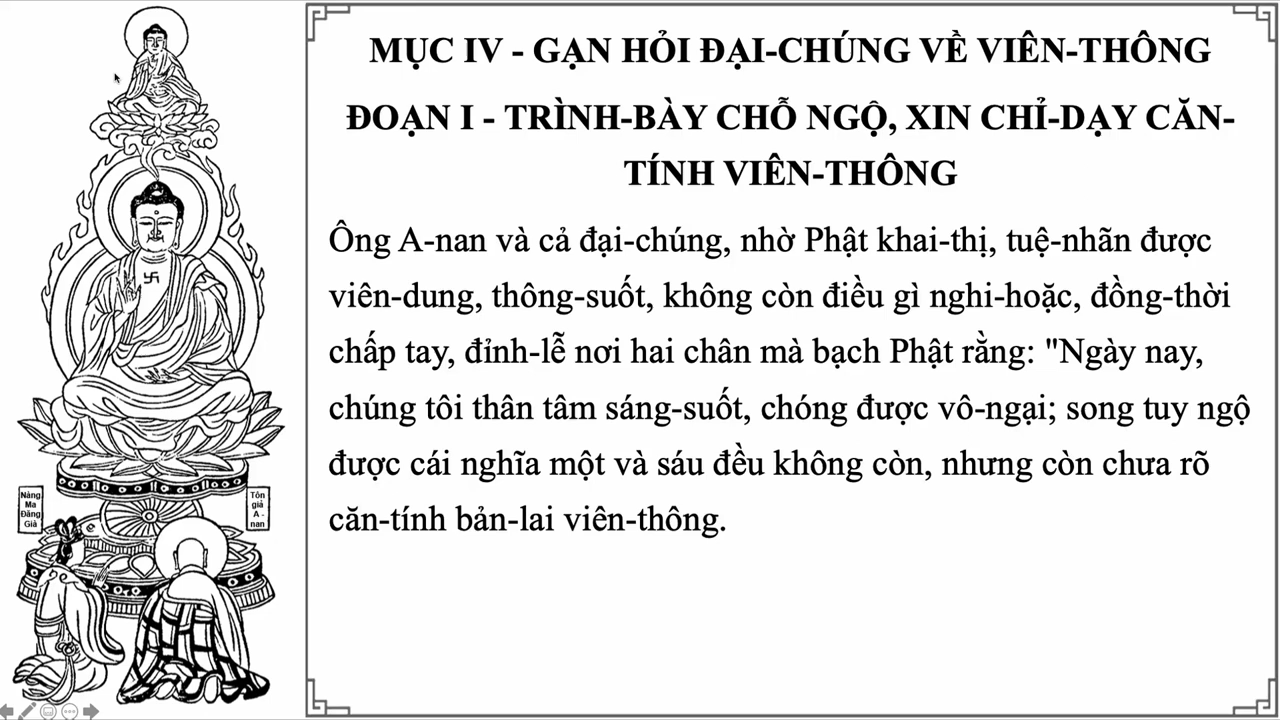 MỤC IV - GẠN HỎI ĐẠI-CHÚNG VỀ VIÊN-THÔNG
ĐOẠN I - TRÌNH-BÀY CHỖ NGỘ, XIN CHỈ-DẠY CĂN-
TÍNH VIÊN-THÔNG
Ông A-nan và cả đại-chúng, nhờ Phật khai-thị, tuệ-nhãn được
viên-dung, thông-suốt, không còn điều gì nghi-hoặc, đồng-thời
chấp tay, đỉnh-lễ nơi hai chân mà bạch Phật rằng: "Ngày nay,
chúng tôi thân tâm sáng-suốt, chóng được vô-ngại; song tuy ngộ
được cái nghĩa một và sáu đều không còn, nhưng còn chưa rõ
căn-tính bản-lai viên-thông.
Nàng
Ma
Đăng
Già
Tôn
giả
A -
nan